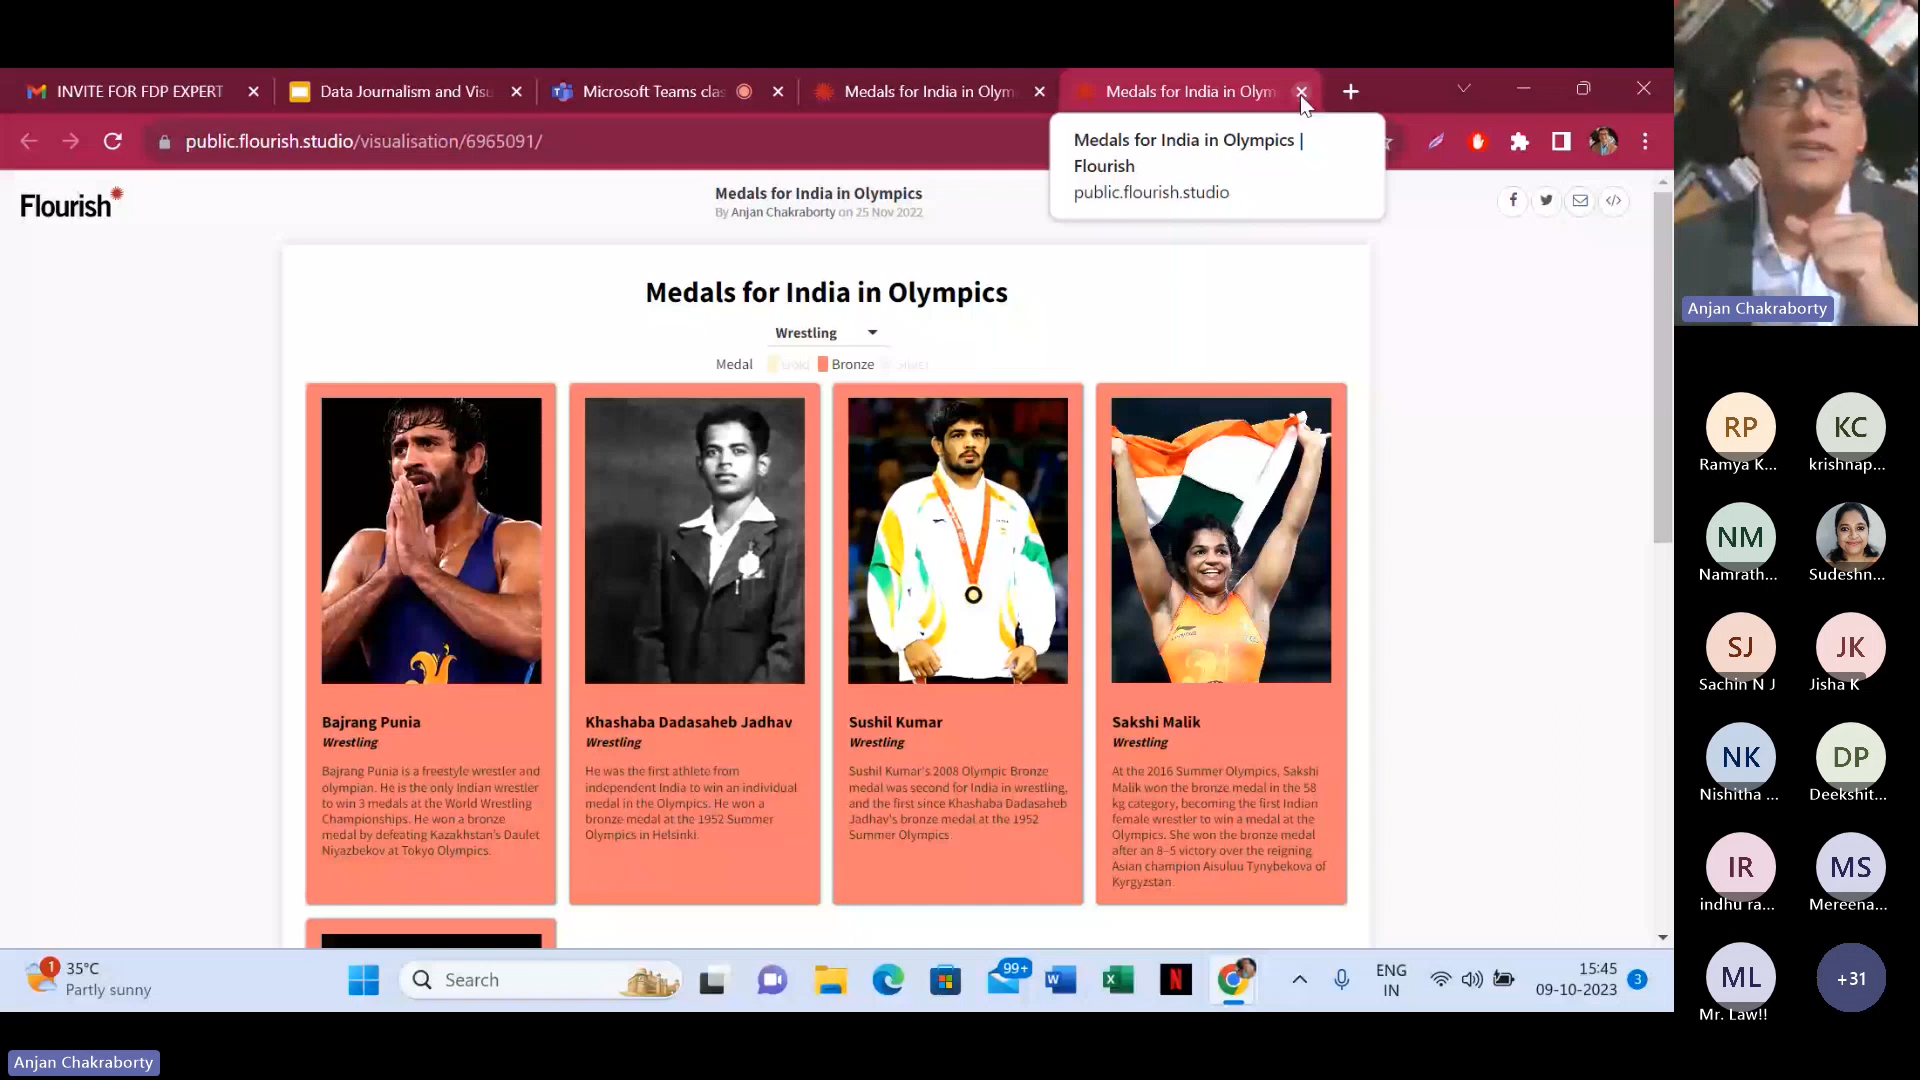 INVITE FOR FDP EXPERT
Data Journalism and Visu
Microsoft Teams clas
Medals for India in Olym
Medals for India in Olym
public.flourish.studio/visualisation/6965091/
Medals for India in Olympics |
Flourish
public.flourish.studio
Flourish
Medals for India in Olympics
By Anjan Chakraborty on 25 Nov 2022
Medals for India in Olympics
Wrestling
Medal Gold Bronze Silver
Bajrang Punia
Wrestling
Bajrang Punia is a freestyle wrestler and
olympian. He is the only Indian wrestler
to win 3 medals at the World Wrestling
Championships. He won a bronze
medal by defeating Kazakhstan's Daulet
Niyazbekov at Tokyo Olympics.
Khashaba Dadasaheb Jadhav
Wrestling
He was the first athlete from
independent India to win an individual
medal in the Olympics. He won a
bronze medal at the 1952 Summer
Olympics in Helsinki.
Sushil Kumar
Wrestling
Sushil Kumar's 2008 Olympic Bronze
medal was second for India in wrestling,
and the first since Khashaba Dadasaheb
Jadhav's bronze medal at the 1952
Summer Olympics.
Sakshi Malik
Wrestling
At the 2016 Summer Olympics, Sakshi
Malik won the bronze medal in the 58
kg category, becoming the first Indian
female wrestler to win a medal at the
Olympics. She won the bronze medal
after an 8–5 victory over the reigning
Asian champion Aisuluu Tynybekova of
Kyrgyzstan.
1
35°C
Partly sunny
Search
99+
ENG
IN
15:45
09-10-2023
3
Anjan Chakraborty
Anjan Chakraborty
RP
Ramya K...
KC
krishnap...
NM
Namrath...
Sudeshn...
SJ
Sachin N J
JK
Jisha K
NK
Nishitha ...
DP
Deekshit...
IR
indhu ra...
MS
Mereena...
ML
Mr. Law!!
+31